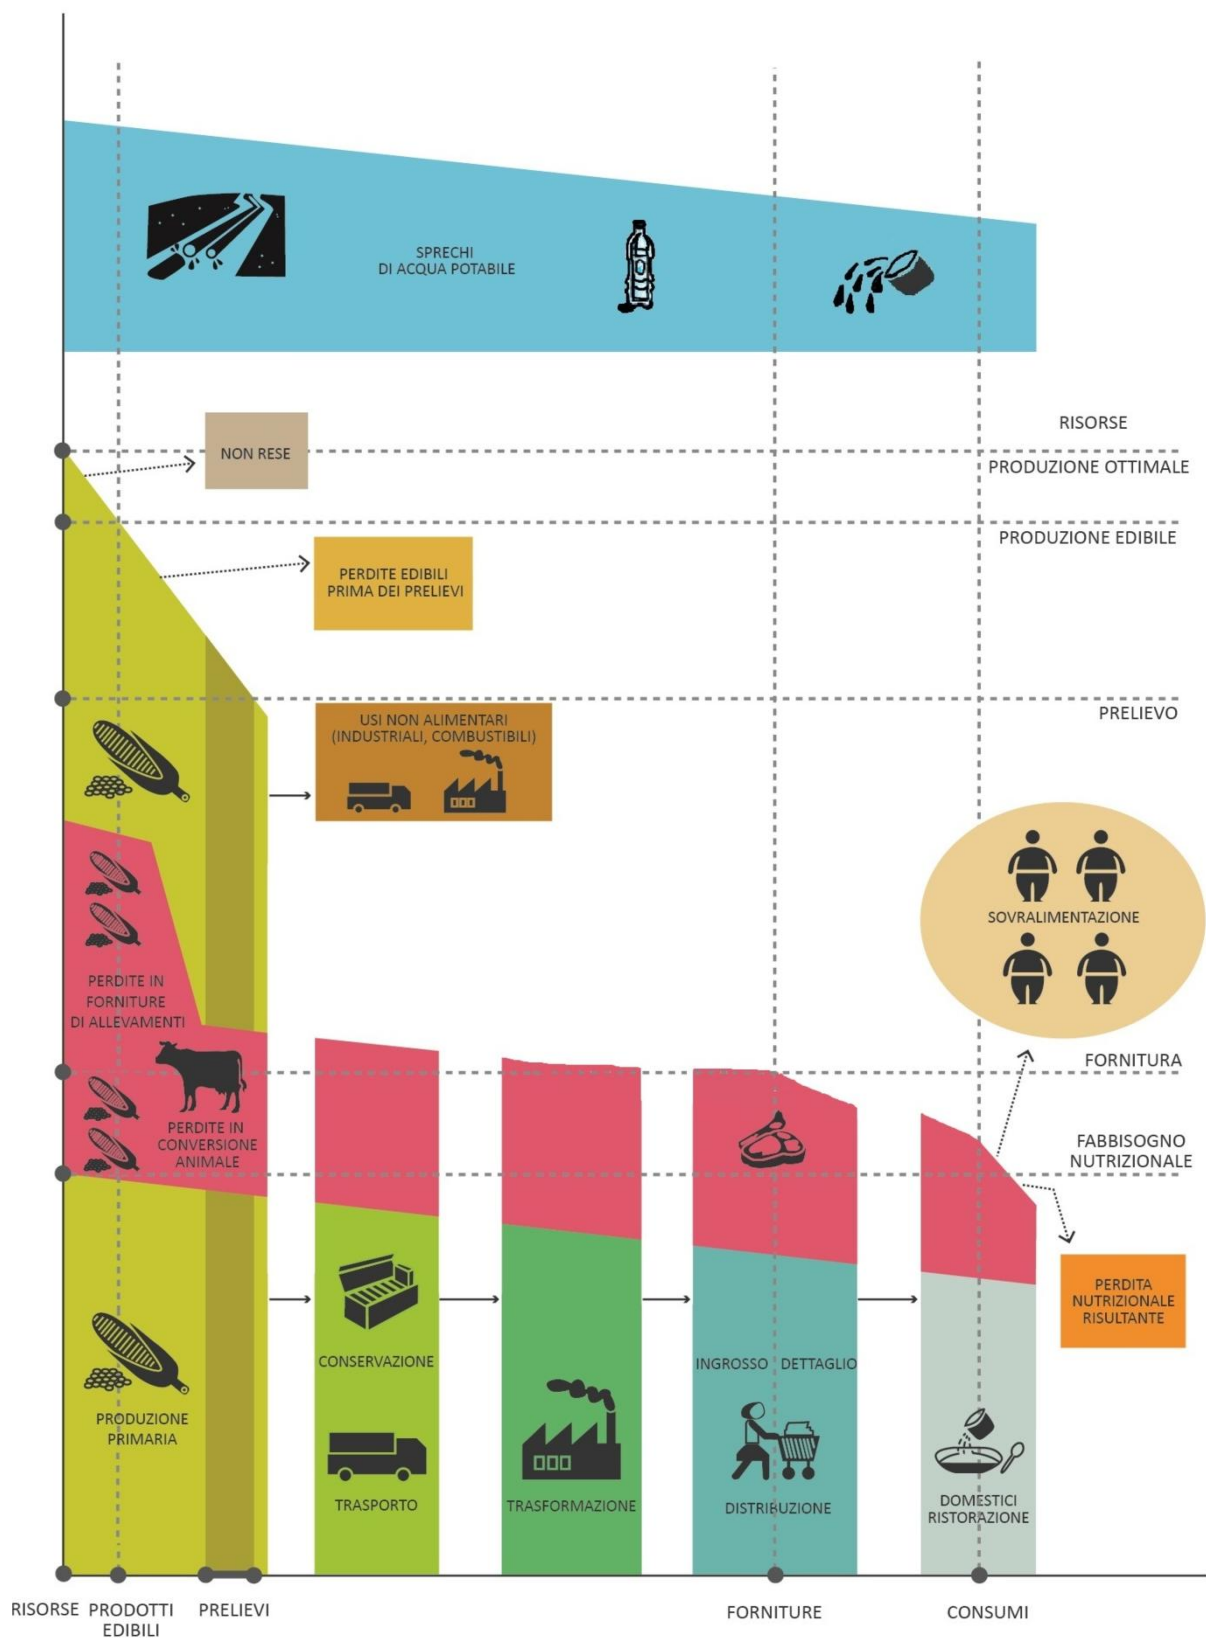 SPRECHI
DI ACQUA POTABILE
RISORSE
NON RESE
PRODUZIONE OTTIMALE
PRODUZIONE EDIBILE
PERDITE EDIBILI
PRIMA DEI PRELIEVI
PRELIEVO
USI NON ALIMENTARI
(INDUSTRIALI, COMBUSTIBILI)
SOVRALIMENTAZIONE
PERDITE IN
FORNITURE
DI ALLEVAMENTI
FORNITURA
PERDITE IN
CONVERSIONE
ANIMALE
FABBISOGNO
NUTRIZIONALE
PERDITA
NUTRIZIONALE
RISULTANTE
CONSERVAZIONE
INGROSSO DETTAGLIO
PRODUZIONE
PRIMARIA
TRASPORTO
TRASFORMAZIONE
DISTRIBUZIONE
DOMESTICI
RISTORAZIONE
RISORSE
PRODOTTI
EDIBILI
PRELIEVI
FORNITURE
CONSUMI